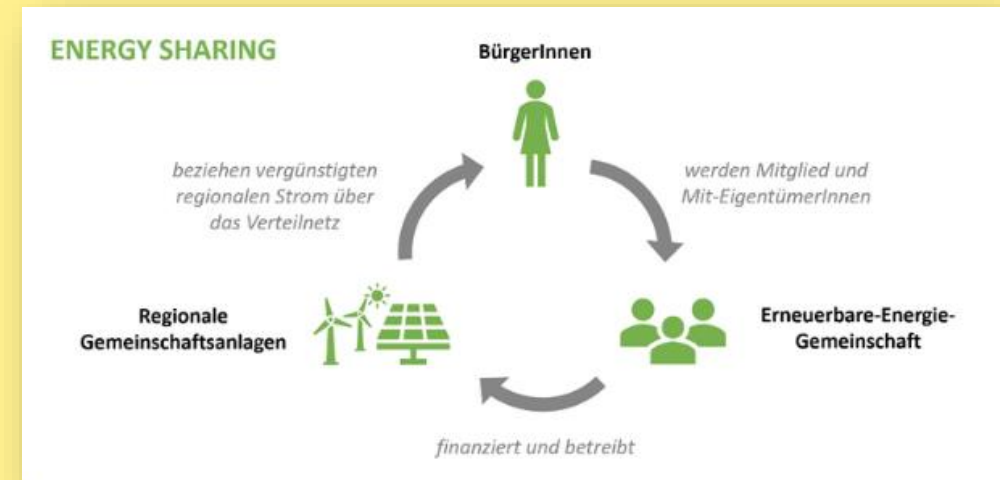 ENERGY SHARING
BürgerInnen
beziehen vergünstigten
regionalen Strom über
das Verteilnetz
werden Mitglied und
Mit-EigentümerInnen
Regionale
Gemeinschaftsanlagen
Erneuerbare-Energie-
Gemeinschaft
finanziert und betreibt